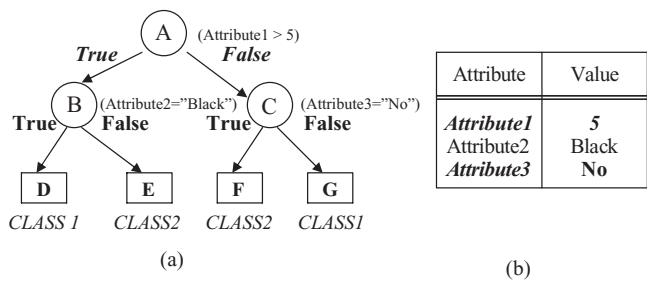 A
(Attribute1 > 5)
True
False
B
(Attribute2="Black")
C
(Attribute3="No")
True
False
True
False
D
E
F
G
CLASS 1
CLASS2
CLASS2
CLASS1
(a)
Attribute Value
Attribute1 5
Attribute2 Black
Attribute3 No
(b)